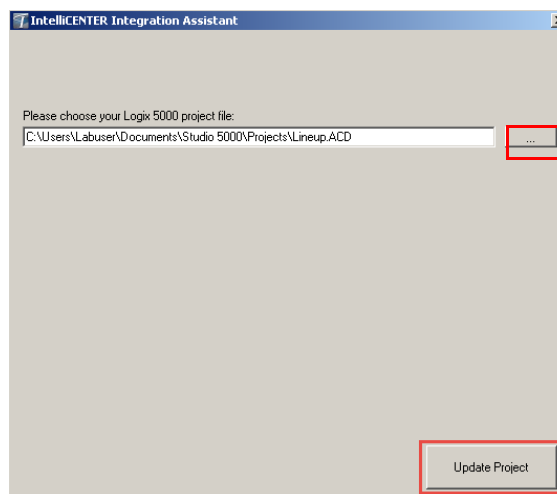 IntelliCENTER Integration Assistant
Please choose your Logix 5000 project file:
C:\Users\Labuser\Documents\Studio 5000\Projects\Lineup.ACD
...
Update Project